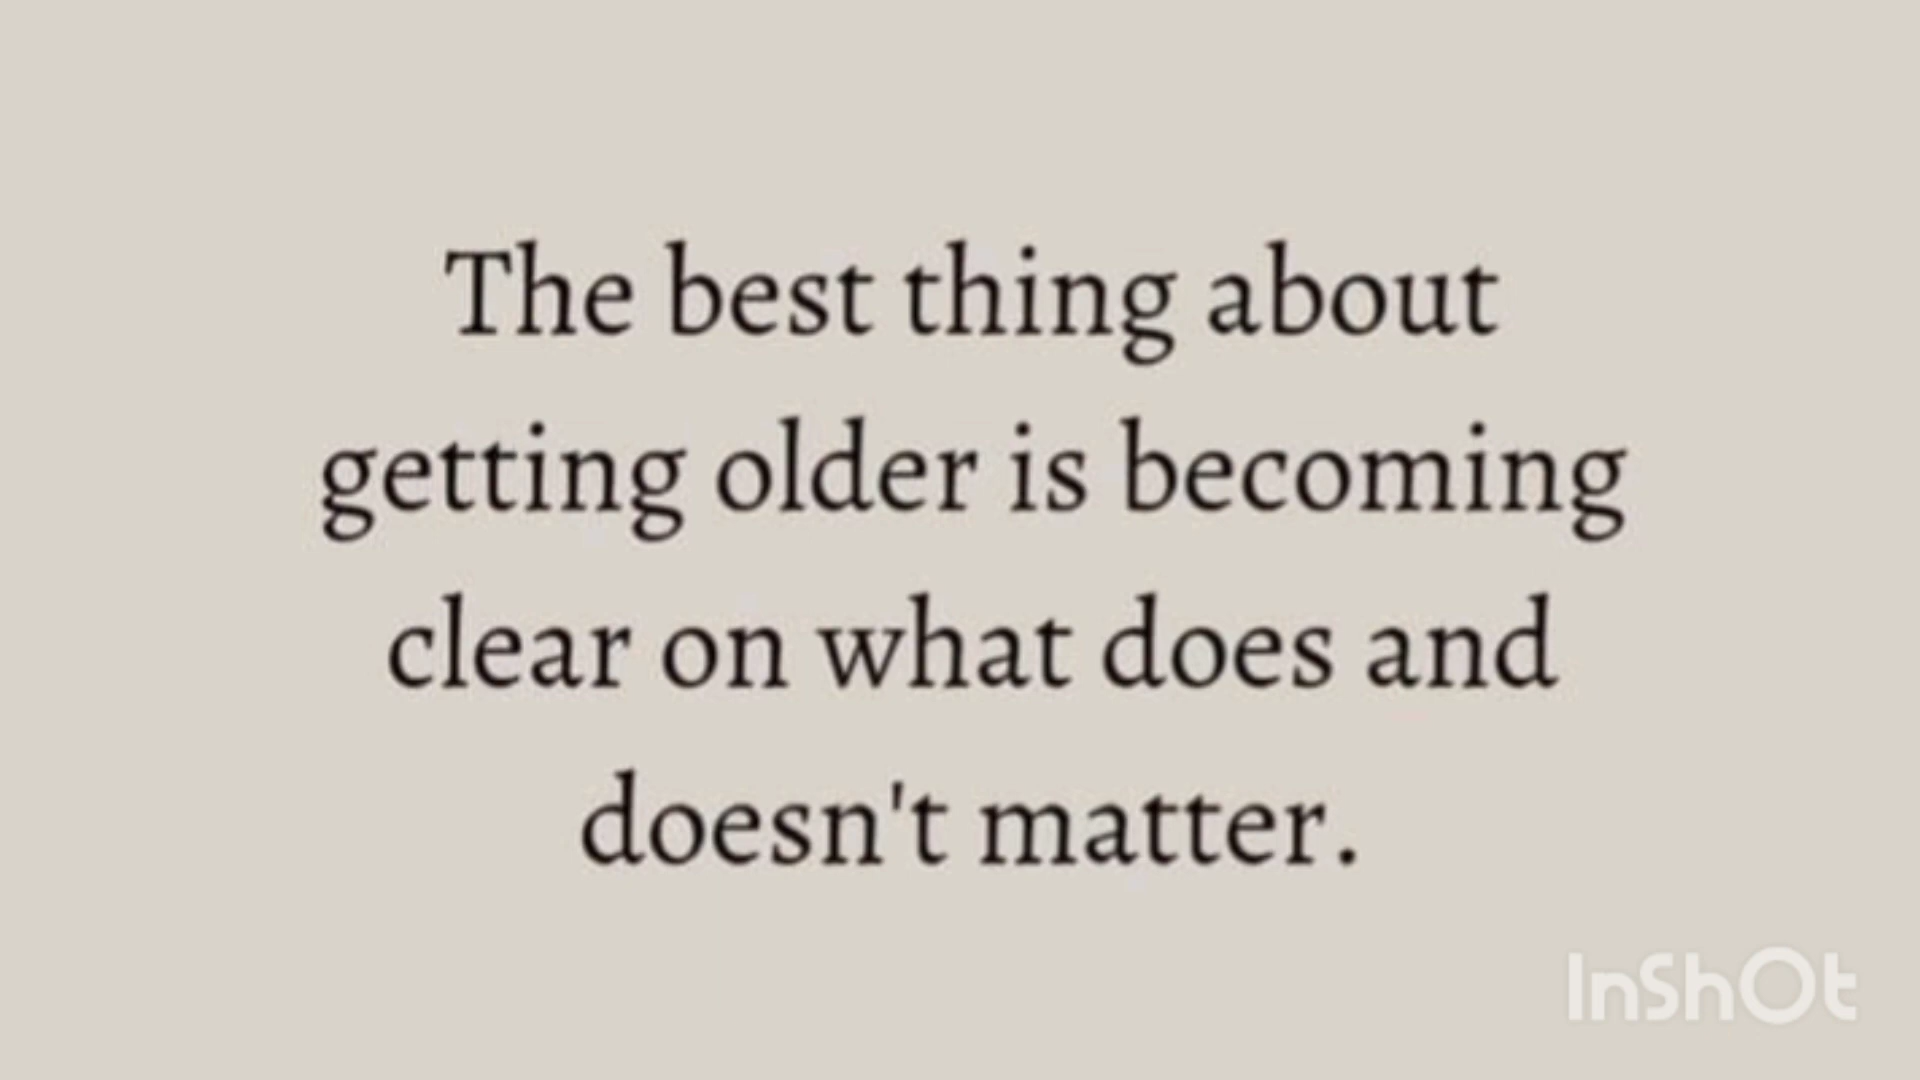 The best thing about
getting older is becoming
clear on what does and
doesn't matter.
InShOt